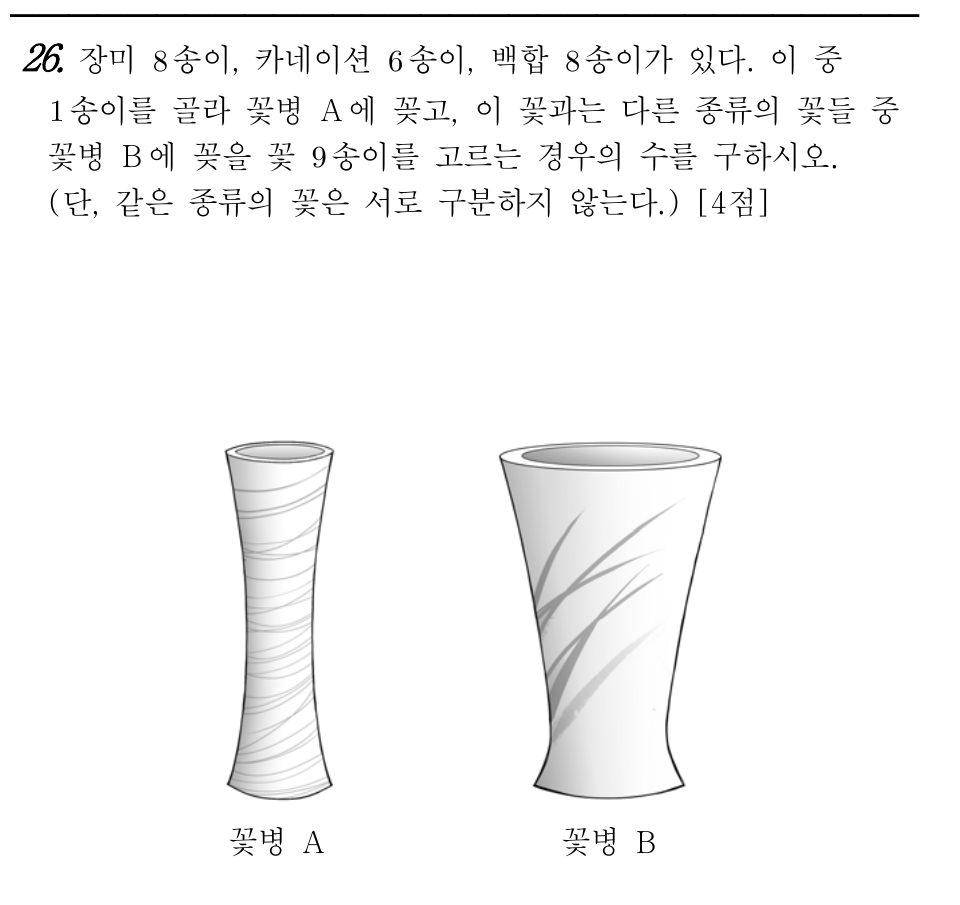 26. 장미 8송이, 카네이션 6송이, 백합 8송이가 있다. 이 중
1송이를 골라 꽃병 A에 꽂고, 이 꽃과는 다른 종류의 꽃들 중
꽃병 B에 꽂을 꽃 9송이를 고르는 경우의 수를 구하시오.
(단, 같은 종류의 꽃은 서로 구분하지 않는다.) [4점]
꽃병 A 꽃병 B